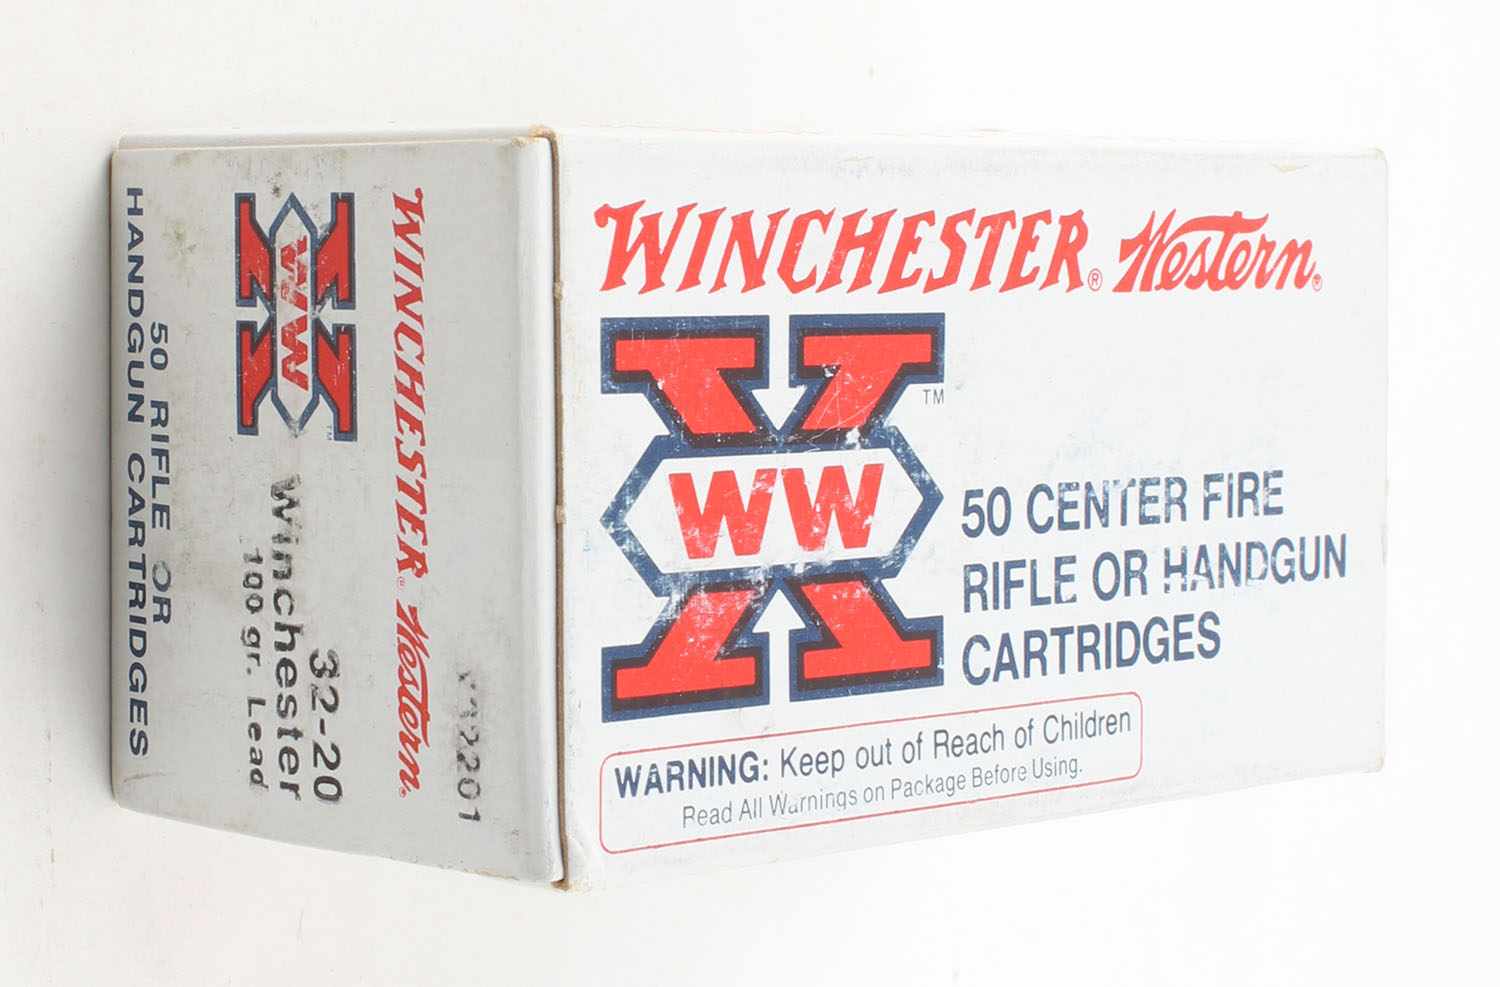 WINCHESTER® Western®
WW
TM
50 CENTER FIRE
RIFLE OR HANDGUN
CARTRIDGES
WARNING: Keep out of Reach of Children
Read All Warnings on Package Before Using.
WINCHESTER® Western®
WW
TM
32-20
Winchester
100 gr. Lead
50 RIFLE OR
HANDGUN CARTRIDGES